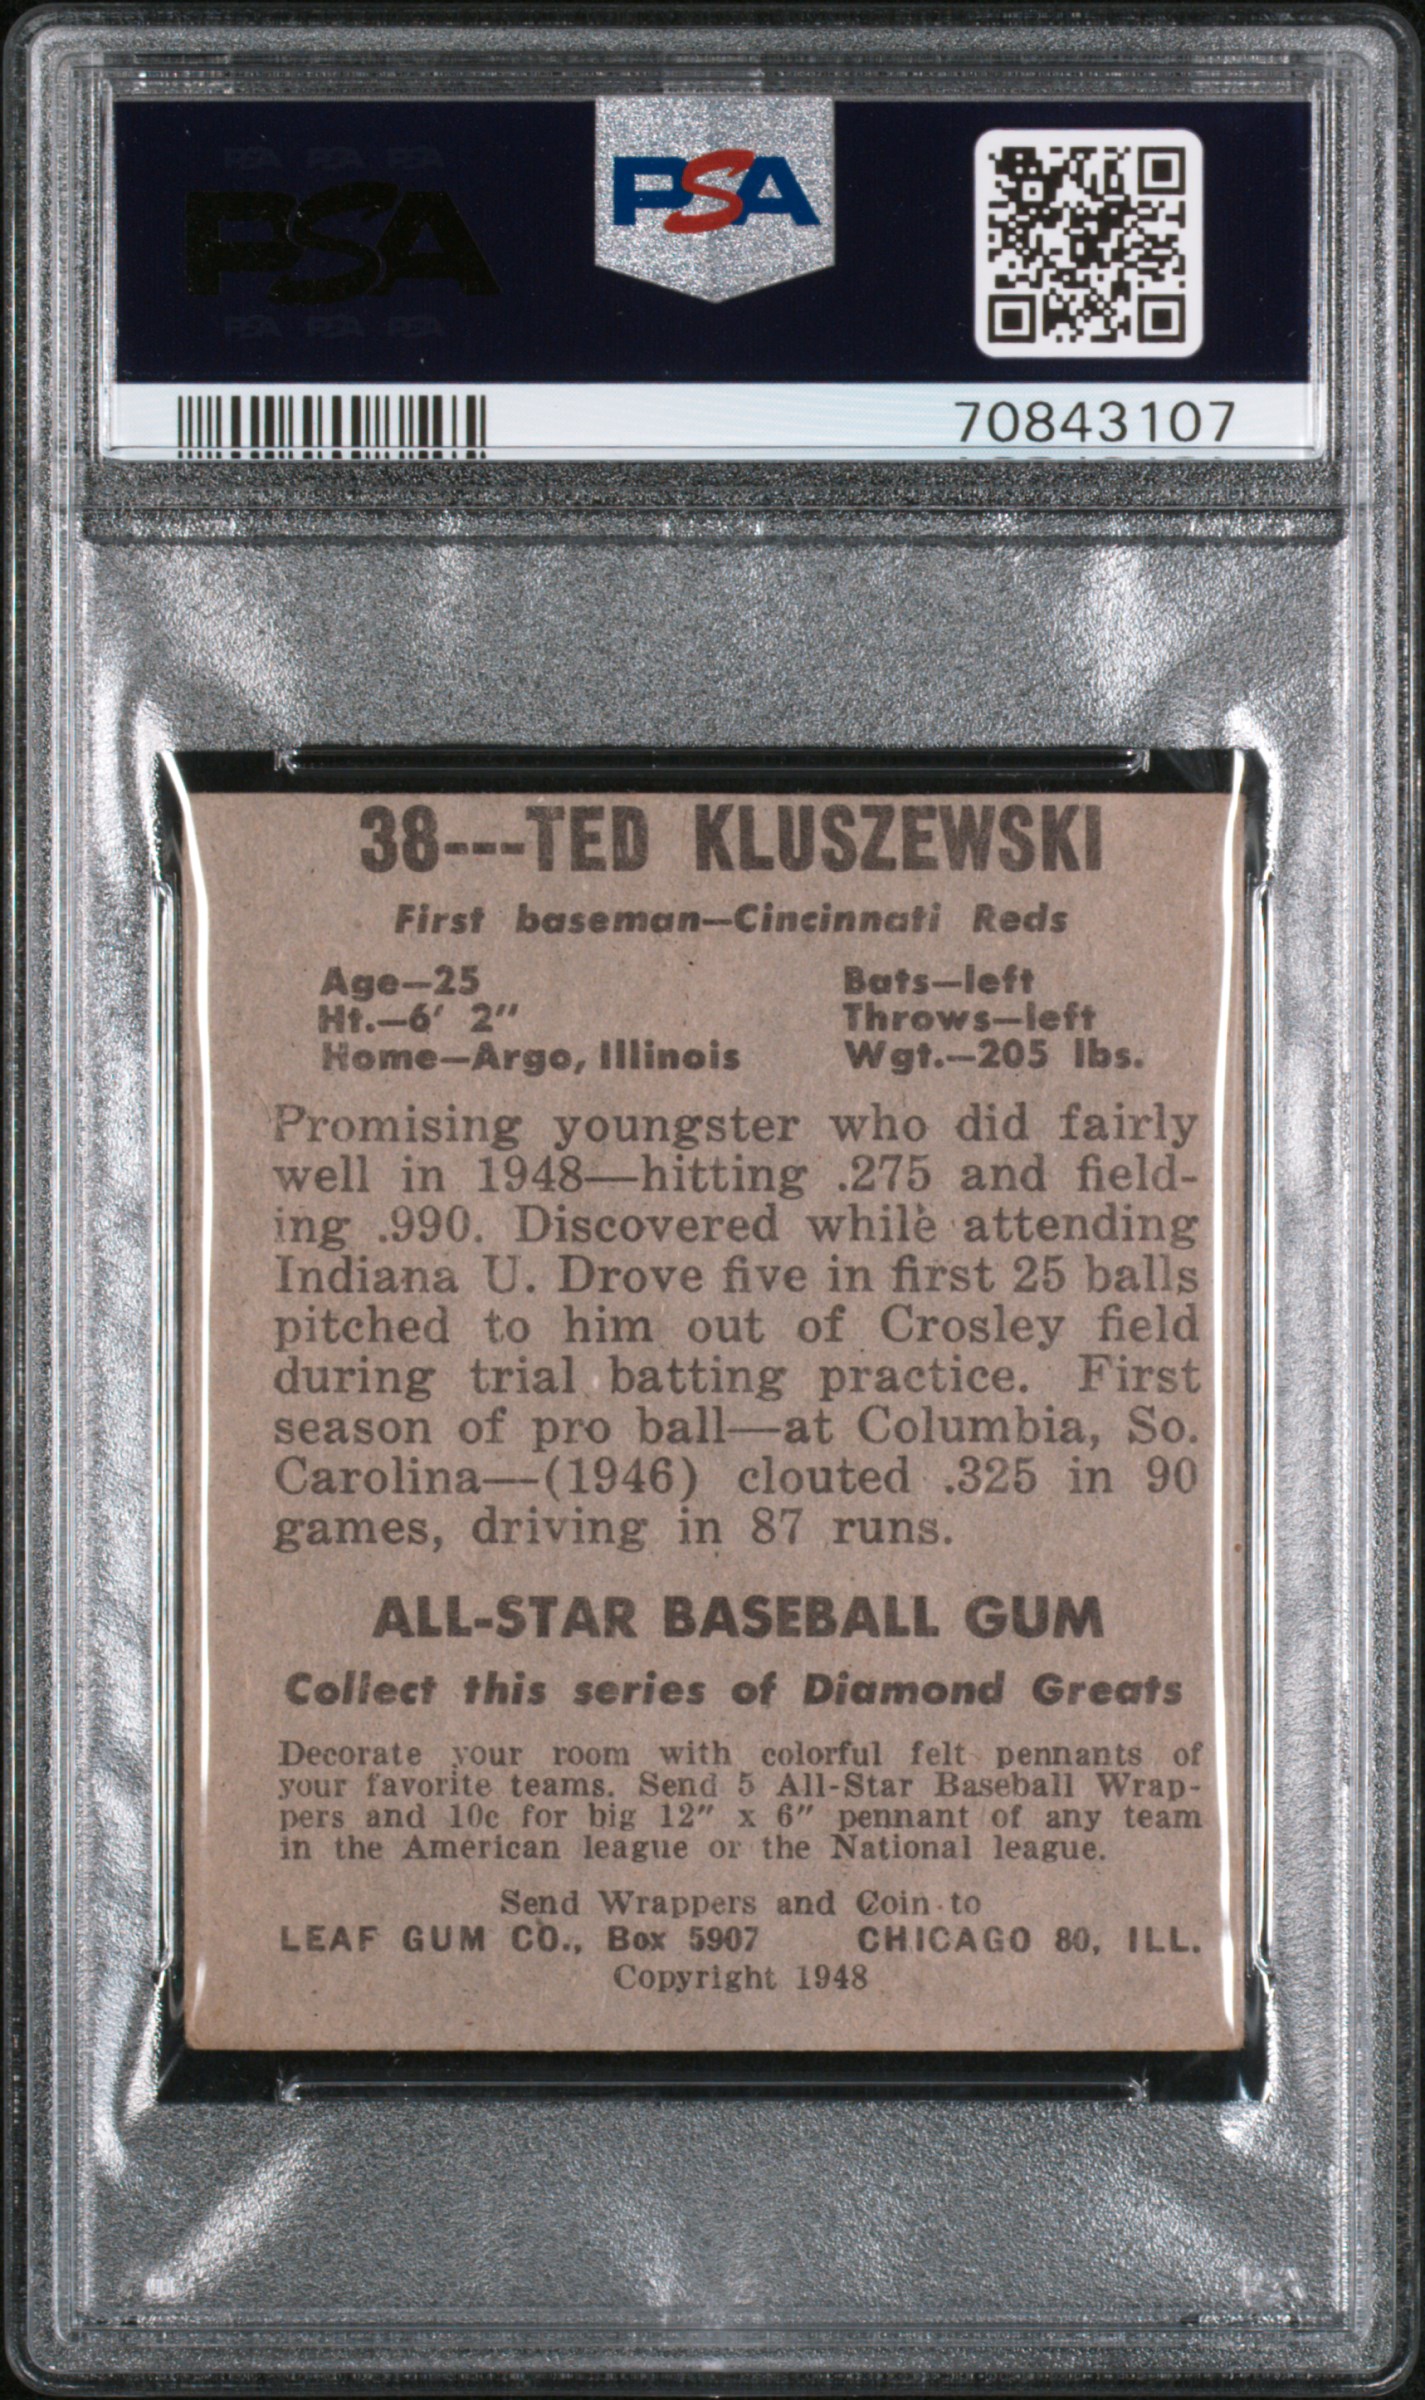 PSA PSA PSA
PSA
PSA PSA PSA
PSA
70843107
38---TED KLUSZEWSKI
First baseman—Cincinnati Reds
Age—25 Bats—left
Ht.—6' 2" Throws—left
Home—Argo, Illinois Wgt.—205 lbs.
Promising youngster who did fairly
well in 1948—hitting .275 and field-
ing .990. Discovered while attending
Indiana U. Drove five in first 25 balls
pitched to him out of Crosley field
during trial batting practice. First
season of pro ball—at Columbia, So.
Carolina—(1946) clouted .325 in 90
games, driving in 87 runs.
ALL-STAR BASEBALL GUM
Collect this series of Diamond Greats
Decorate your room with colorful felt pennants of
your favorite teams. Send 5 All-Star Baseball Wrap-
pers and 10c for big 12" x 6" pennant of any team
in the American league or the National league.
Send Wrappers and Coin to
LEAF GUM CO., Box 5907 CHICAGO 80, ILL.
Copyright 1948